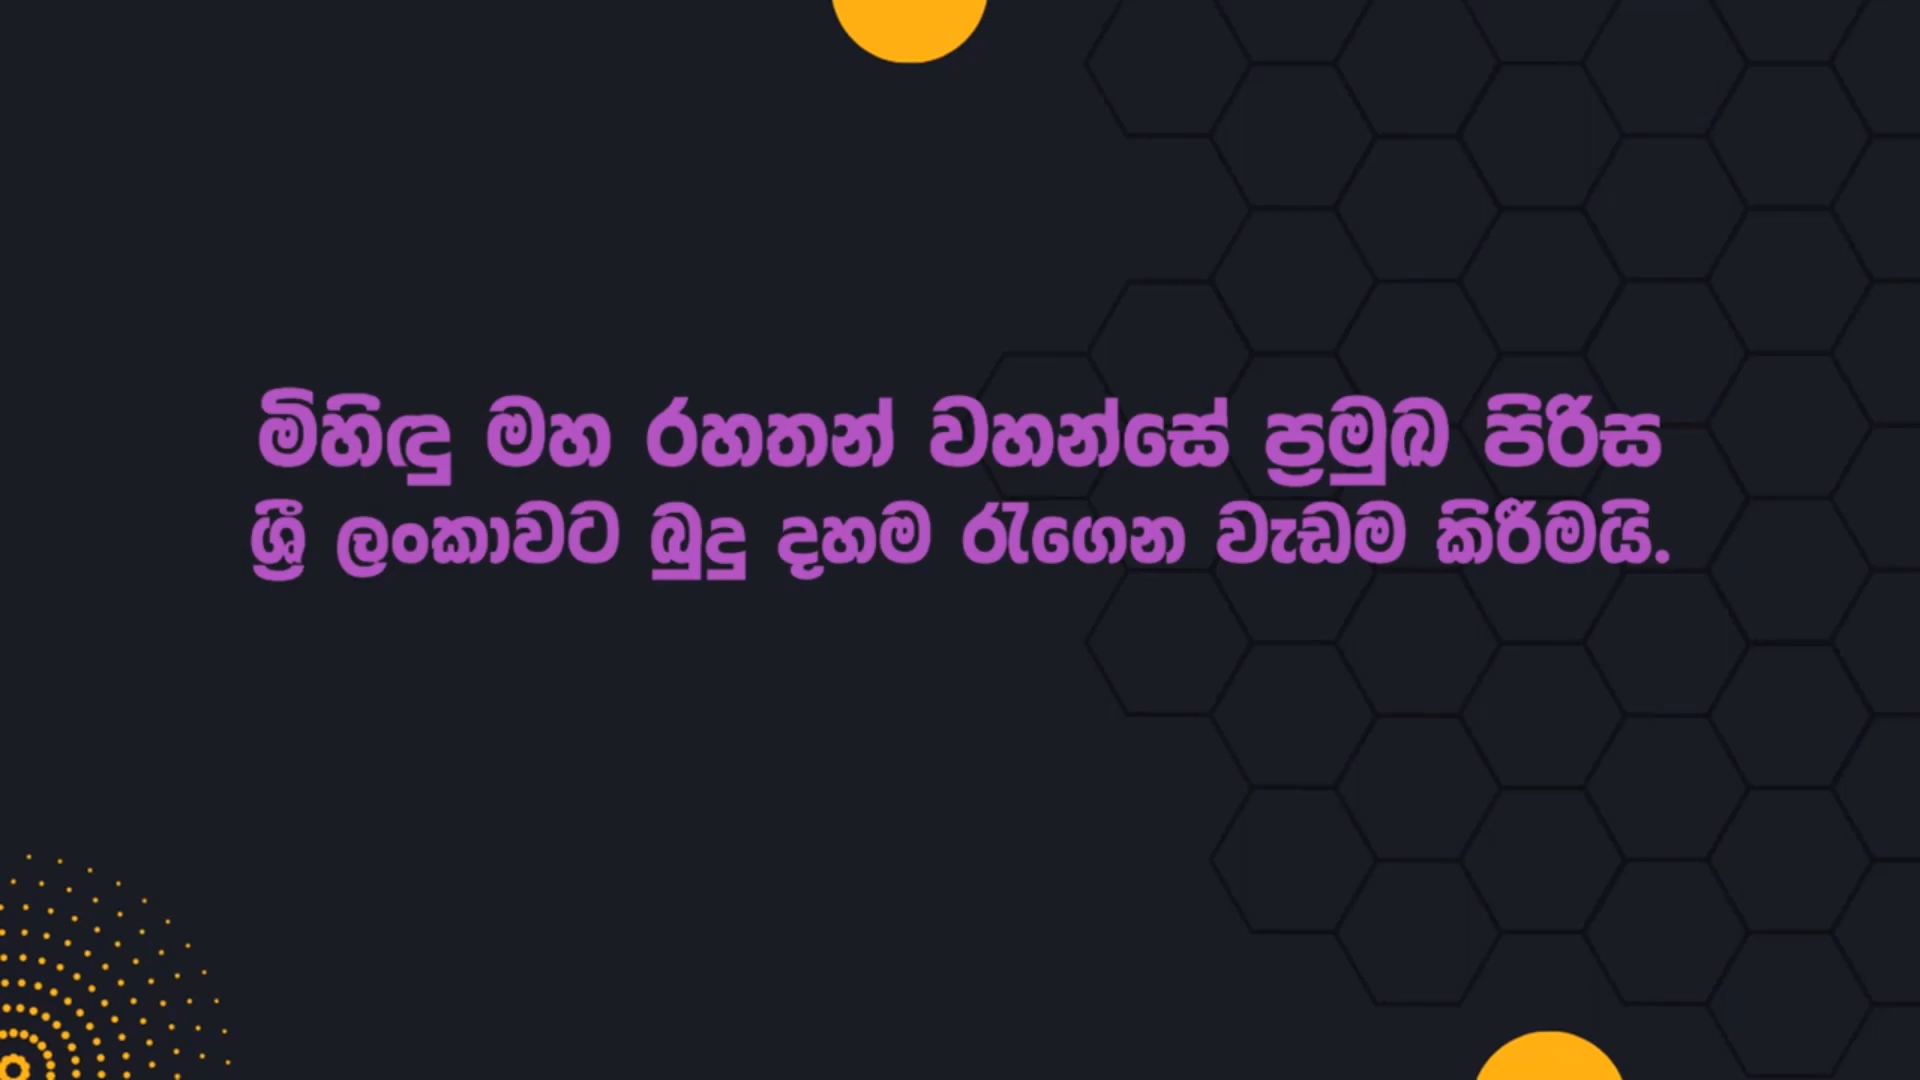 මිහිඳු මහ රහතන් වහන්සේ ප්‍රමුඛ පිරිස
ශ්‍රී ලංකාවට බුදු දහම රැගෙන වැඩම කිරීමයි.